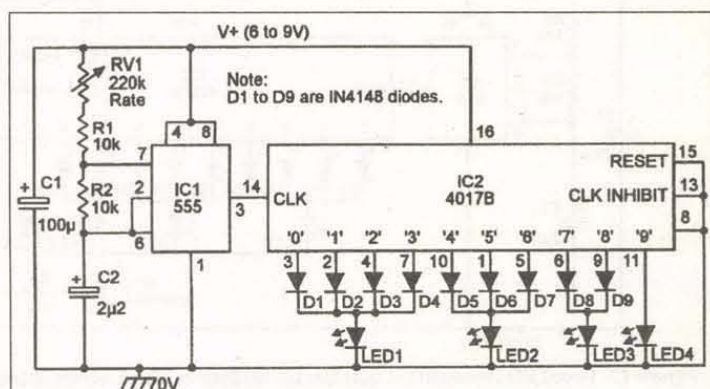 V+ (6 to 9V)
RV1
220k
Rate
Note:
D1 to D9 are IN4148 diodes.
R1
10k
4 8
16
7
RESET 15
IC2
4017B
C1
100µ
R2
10k
2
IC1
555
14
CLK
CLK INHIBIT 13
3
6
8
'0' '1' '2' '3' '4' '5' '6' '7' '8' '9'
1
3 2 4 7 10 1 5 6 9 11
C2
2µ2
D1 D2 D3 D4 D5 D6 D7 D8 D9
LED1 LED2 LED3 LED4
0V